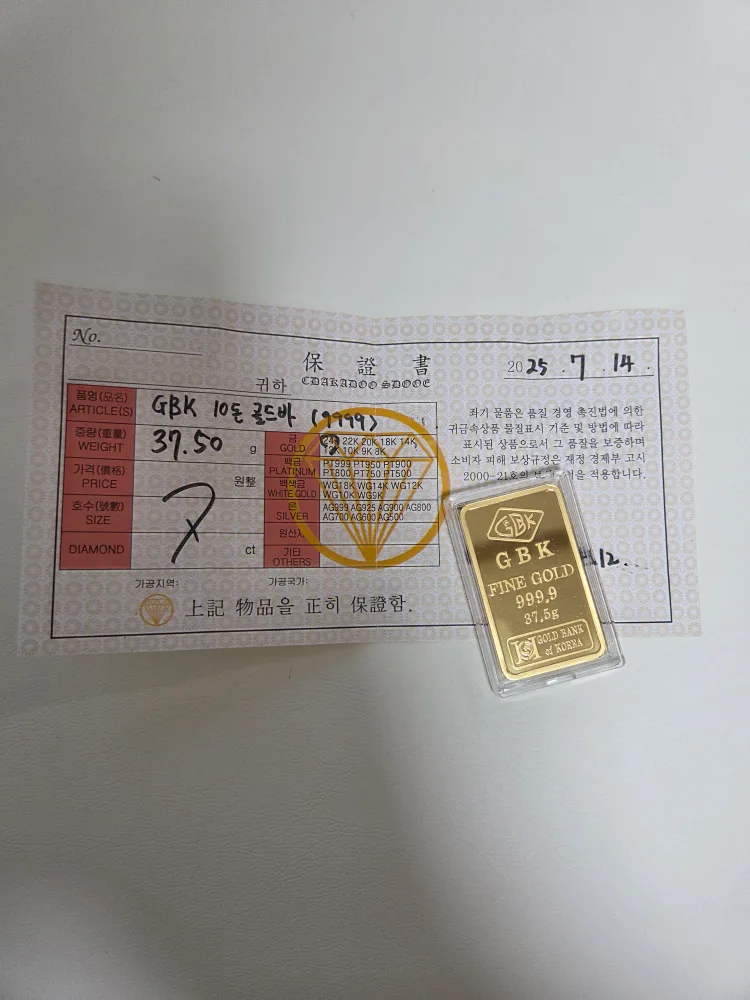 No.
保 證 書
귀하
2025 . 7 . 14 .
품명(品名)
ARTICLE(S)
GBK 10돈 골드바 (9999)
중량(重量)
WEIGHT
37.50 g
가격(價格)
PRICE
원整
호수(號數)
SIZE
DIAMOND
ct
금
GOLD
22K 20K 18K 14K
10K 9K 8K
백금
PLATINUM
PT999 PT950 PT900
PT800 PT750 PT500
백색금
WHITE GOLD
WG18K WG14K WG12K
WG10K WG9K
은
SILVER
AG999 AG925 AG900 AG800
AG700 AG600 AG500
원산지
기타
OTHERS
좌기 물품은 품질 경영 촉진법에 의한
귀금속상품 품질표시 기준 및 방법에 따라
표시된 상품으로서 그 품질을 보증하며
소비자 피해 보상규정은 재정 경제부 고시
2000-21호의 적용합니다.
가공지역:
가공국가:
上記 物品을 正히 保證함.
GBK
GBK
FINE GOLD
999.9
37.5g
GOLD BANK
of KOREA